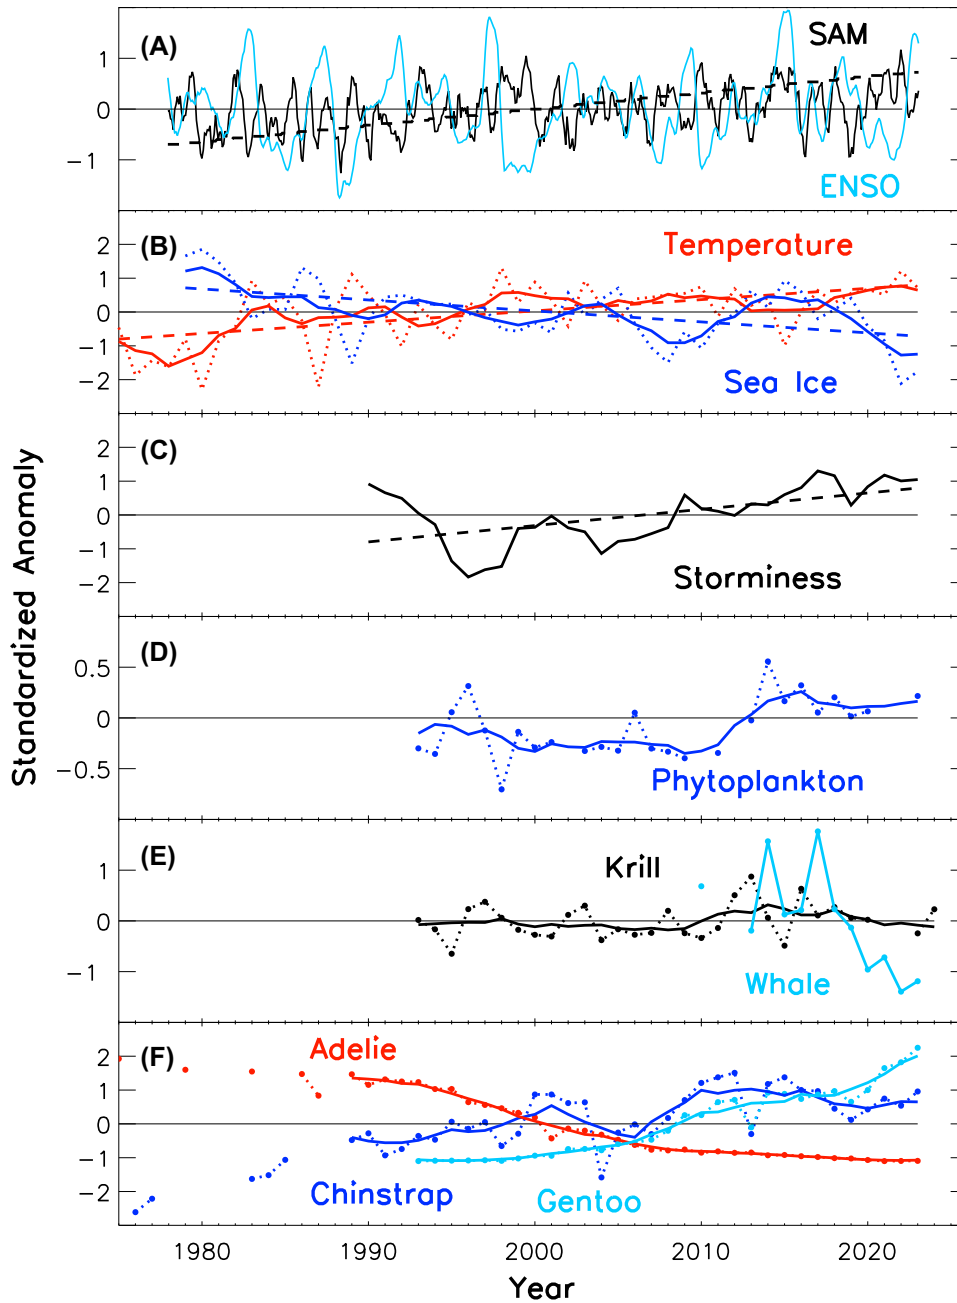 (A)
SAM
1
0
−1
ENSO
(B)
Temperature
2
1
0
−1
−2
Sea Ice
(C)
2
1
0
−1
−2
Storminess
Standardized Anomaly
(D)
0.5
0
−0.5
Phytoplankton
(E)
Krill
1
0
−1
Whale
(F)
Adelie
2
1
0
−1
−2
Chinstrap
Gentoo
1980 1990 2000 2010 2020
Year